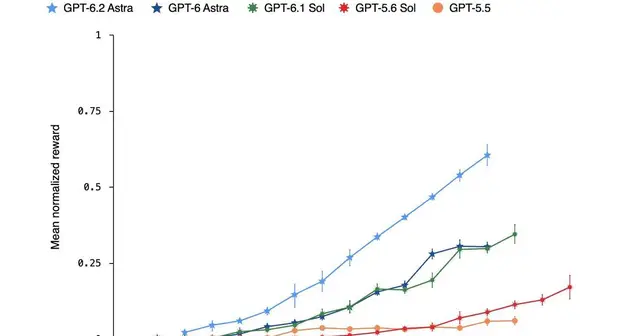 GPT-6.2 Astra GPT-6 Astra GPT-6.1 Sol GPT-5.6 Sol GPT-5.5
1
0.75
Mean normalized reward
0.5
0.25